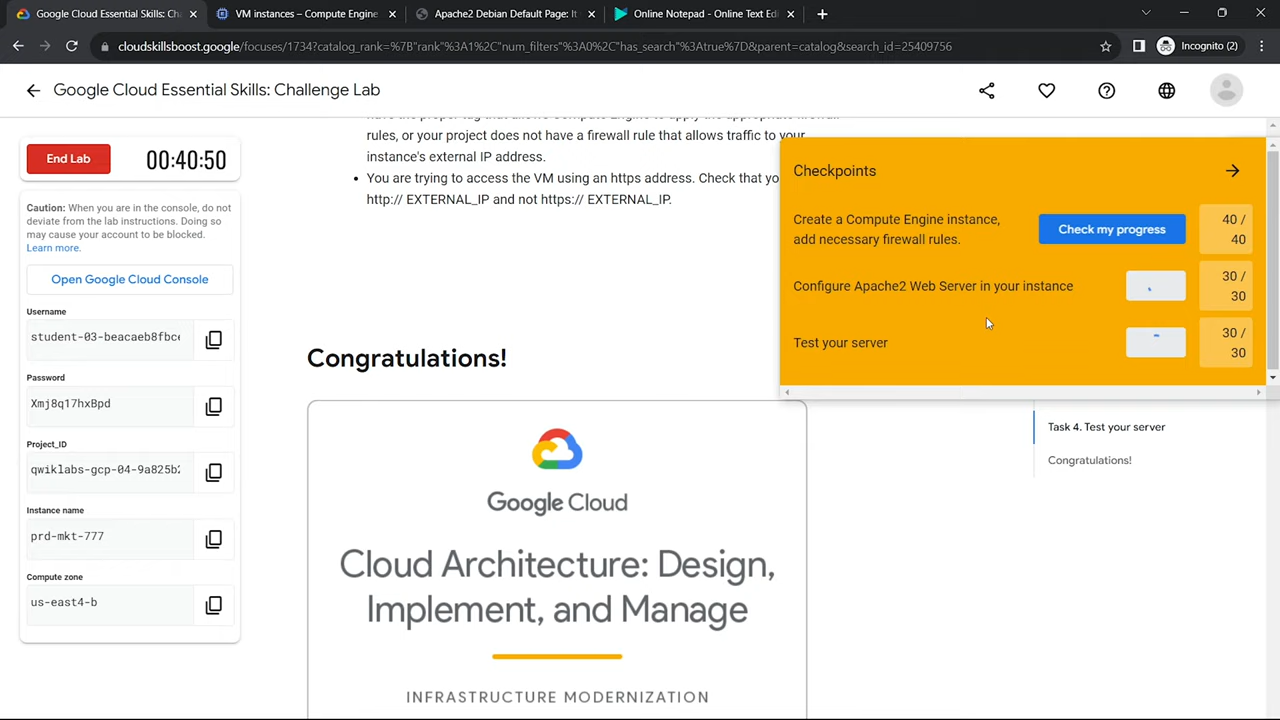 Google Cloud Essential Skills: Cha
VM instances – Compute Engine
Apache2 Debian Default Page: It
Online Notepad - Online Text Edi
cloudskillsboost.google/focuses/1734?catalog_rank=%7B"rank"%3A1%2C"num_filters"%3A0%2C"has_search"%3Atrue%7D&parent=catalog&search_id=25409756
Incognito (2)
Google Cloud Essential Skills: Challenge Lab
End Lab
00:40:50
Caution: When you are in the console, do not
deviate from the lab instructions. Doing so
may cause your account to be blocked.
Learn more.
Open Google Cloud Console
Username
student-03-beacaeb8fbce
Password
Xmj8q17hxBpd
Project_ID
qwiklabs-gcp-04-9a825b2
Instance name
prd-mkt-777
Compute zone
us-east4-b
rules, or your project does not have a firewall rule that allows traffic to your
instance's external IP address.
• You are trying to access the VM using an https address. Check that yo
http:// EXTERNAL_IP and not https:// EXTERNAL_IP.
Congratulations!
Google Cloud
Cloud Architecture: Design,
Implement, and Manage
INFRASTRUCTURE MODERNIZATION
Checkpoints
Create a Compute Engine instance,
add necessary firewall rules.
Check my progress
40 /
40
Configure Apache2 Web Server in your instance
30 /
30
Test your server
30 /
30
Task 4. Test your server
Congratulations!